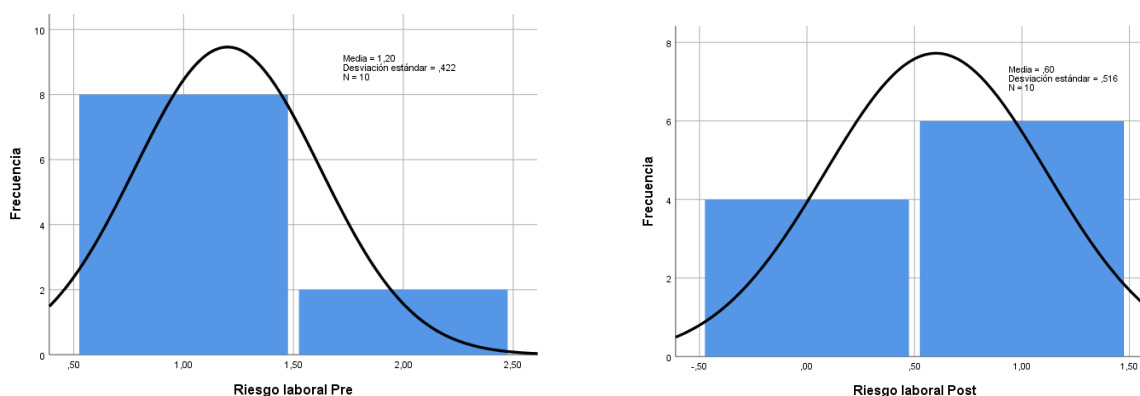 10
8
6
4
2
0
Frecuencia
Media = 1,20
Desviación estándar = ,422
N = 10
,50
1,00
1,50
2,00
2,50
Riesgo laboral Pre
8
6
4
2
0
Frecuencia
Media = ,60
Desviación estándar = ,516
N = 10
-,50
,00
,50
1,00
1,50
Riesgo laboral Post